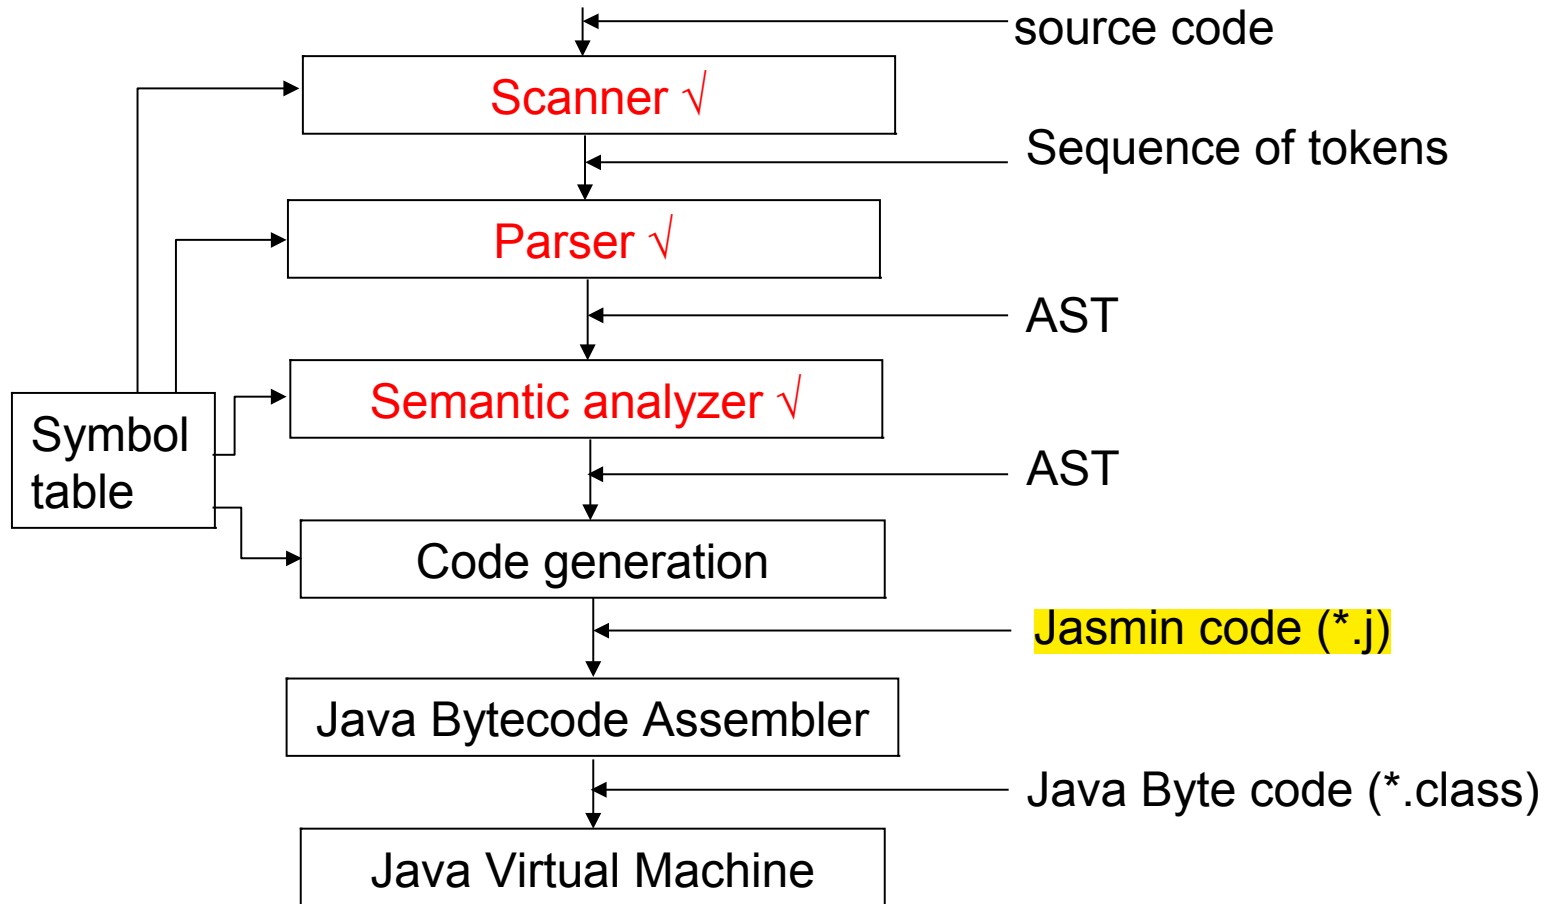 source code
Scanner √
Sequence of tokens
Parser √
AST
Semantic analyzer √
Symbol
table
AST
Code generation
Jasmin code (*.j)
Java Bytecode Assembler
Java Byte code (*.class)
Java Virtual Machine